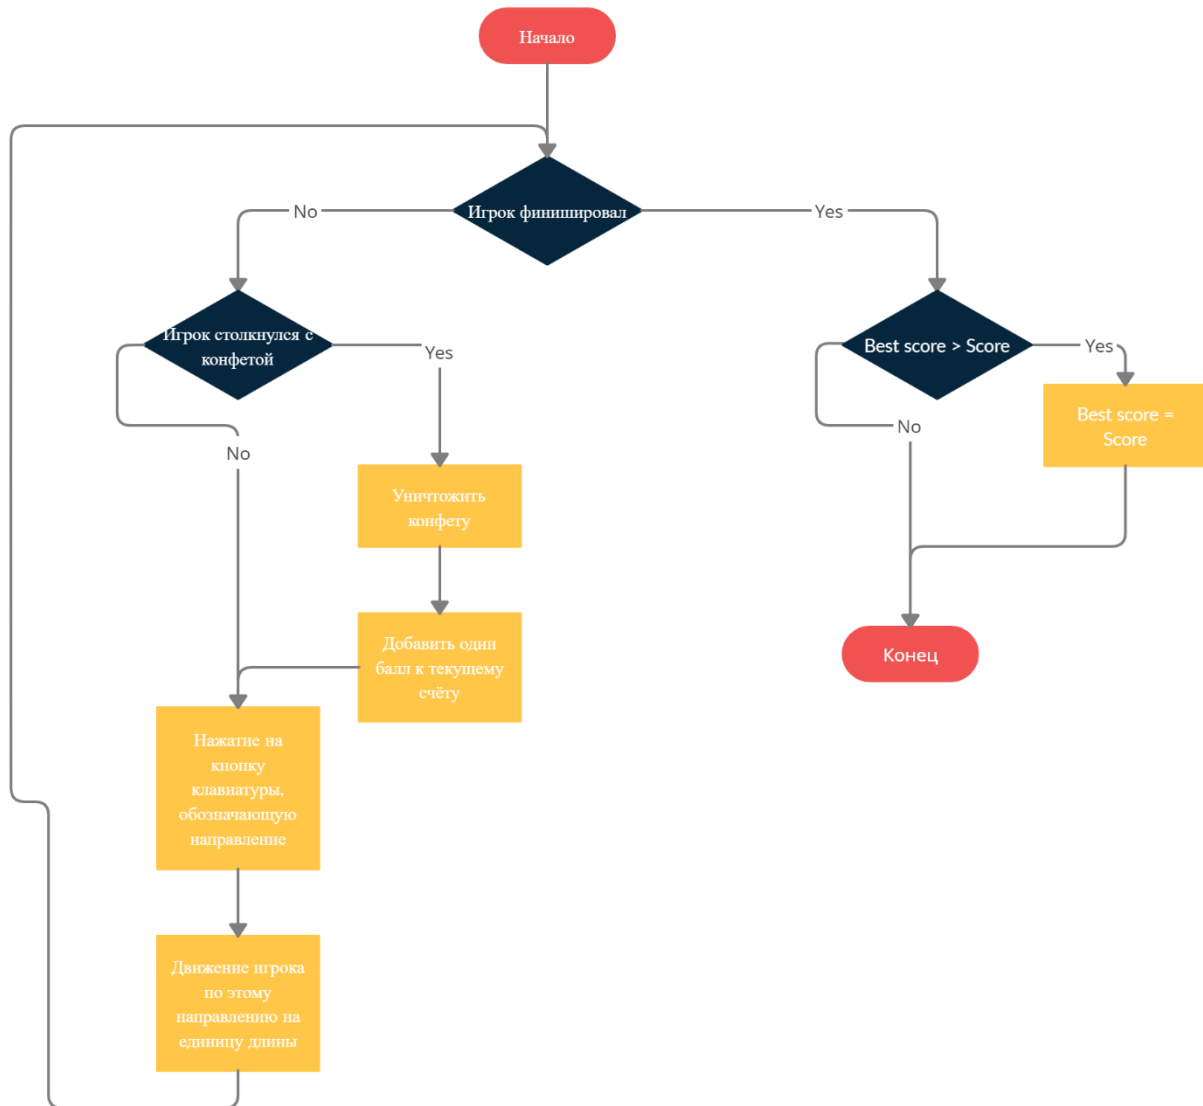 Начало
Игрок финишировал
No
Yes
Игрок столкнулся с
конфетой
Yes
No
Best score > Score
Yes
No
Best score =
Score
Уничтожить
конфету
Добавить один
балл к текущему
счёту
Конец
Нажатие на
кнопку
клавиатуры,
обозначающую
направление
Движение игрока
по этому
направлению на
единицу длины